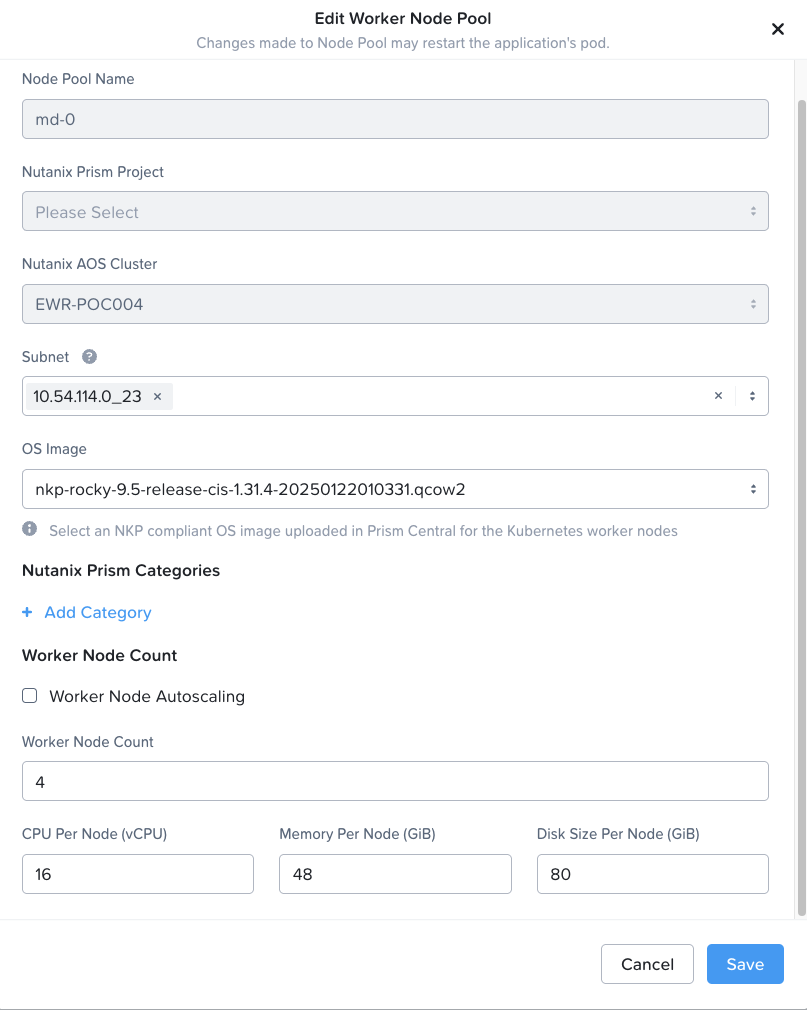 Edit Worker Node Pool
Changes made to Node Pool may restart the application's pod.
Node Pool Name
md-0
Nutanix Prism Project
Please Select
Nutanix AOS Cluster
EWR-POC004
Subnet ?
10.54.114.0_23 ×
OS Image
nkp-rocky-9.5-release-cis-1.31.4-20250122010331.qcow2
Select an NKP compliant OS image uploaded in Prism Central for the Kubernetes worker nodes
Nutanix Prism Categories
+ Add Category
Worker Node Count
Worker Node Autoscaling
Worker Node Count
4
CPU Per Node (vCPU) Memory Per Node (GiB) Disk Size Per Node (GiB)
16 48 80
Cancel Save